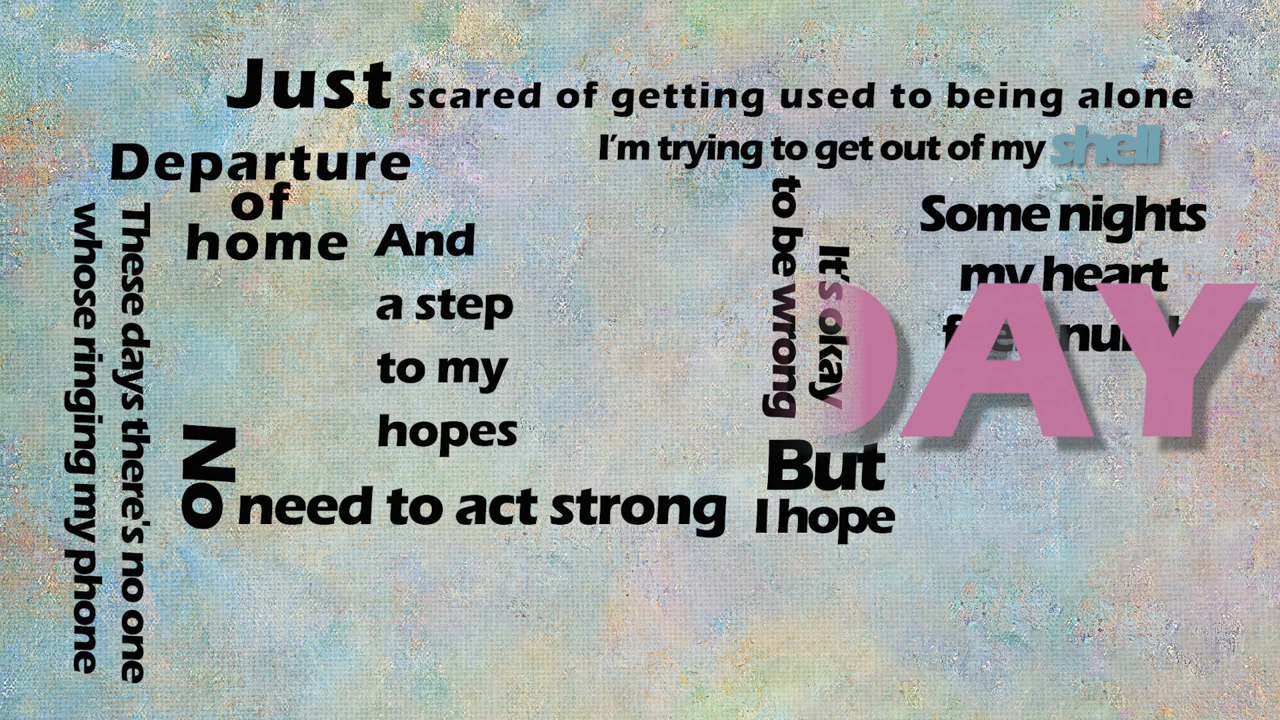 Just scared of getting used to being alone
I'm trying to get out of my shell
Departure
of
home
These days there's no one
whose ringing my phone
And
a step
to my
hopes
No need to act strong
It's okay
to be wrong
Some nights
my heart
DAY
But
I hope